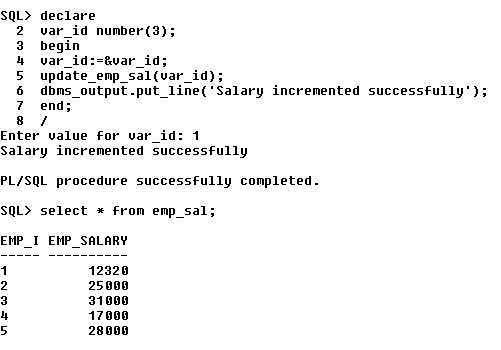 SQL> declare
2 var_id number(3);
3 begin
4 var_id:=&var_id;
5 update_emp_sal(var_id);
6 dbms_output.put_line('Salary incremented successfully');
7 end;
8 /
Enter value for var_id: 1
Salary incremented successfully
PL/SQL procedure successfully completed.
SQL> select * from emp_sal;
EMP_I EMP_SALARY
----- ----------
1 12320
2 25000
3 31000
4 17000
5 28000